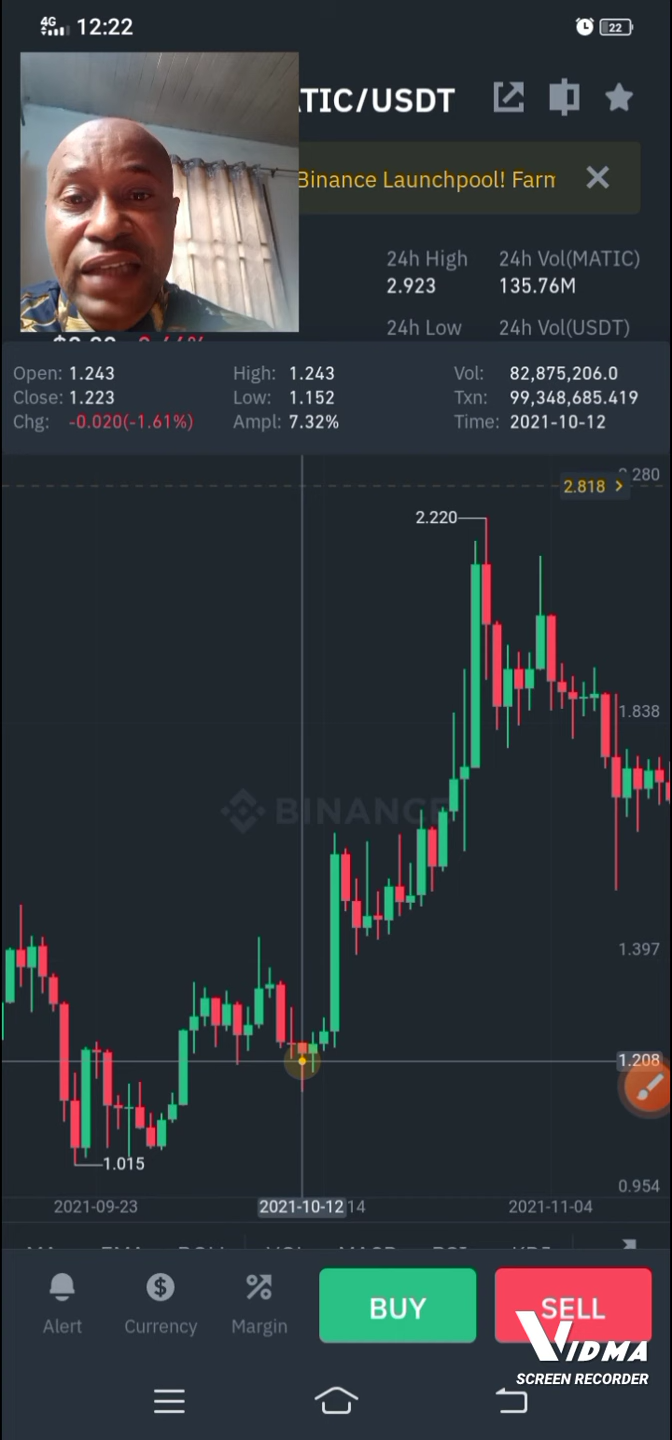 4G 12:22 22
TIC/USDT
Binance Launchpool! Farm
24h High 24h Vol(MATIC)
2.923 135.76M
24h Low 24h Vol(USDT)
Open: 1.243 High: 1.243 Vol: 82,875,206.0
Close: 1.223 Low: 1.152 Txn: 99,348,685.419
Chg: -0.020(-1.61%) Ampl: 7.32% Time: 2021-10-12
2.818 >
2.220
1.838
BINANCE
1.397
1.208
1.015
0.954
2021-09-23 2021-10-12 14 2021-11-04
Alert Currency Margin BUY SELL
VIDMA
SCREEN RECORDER